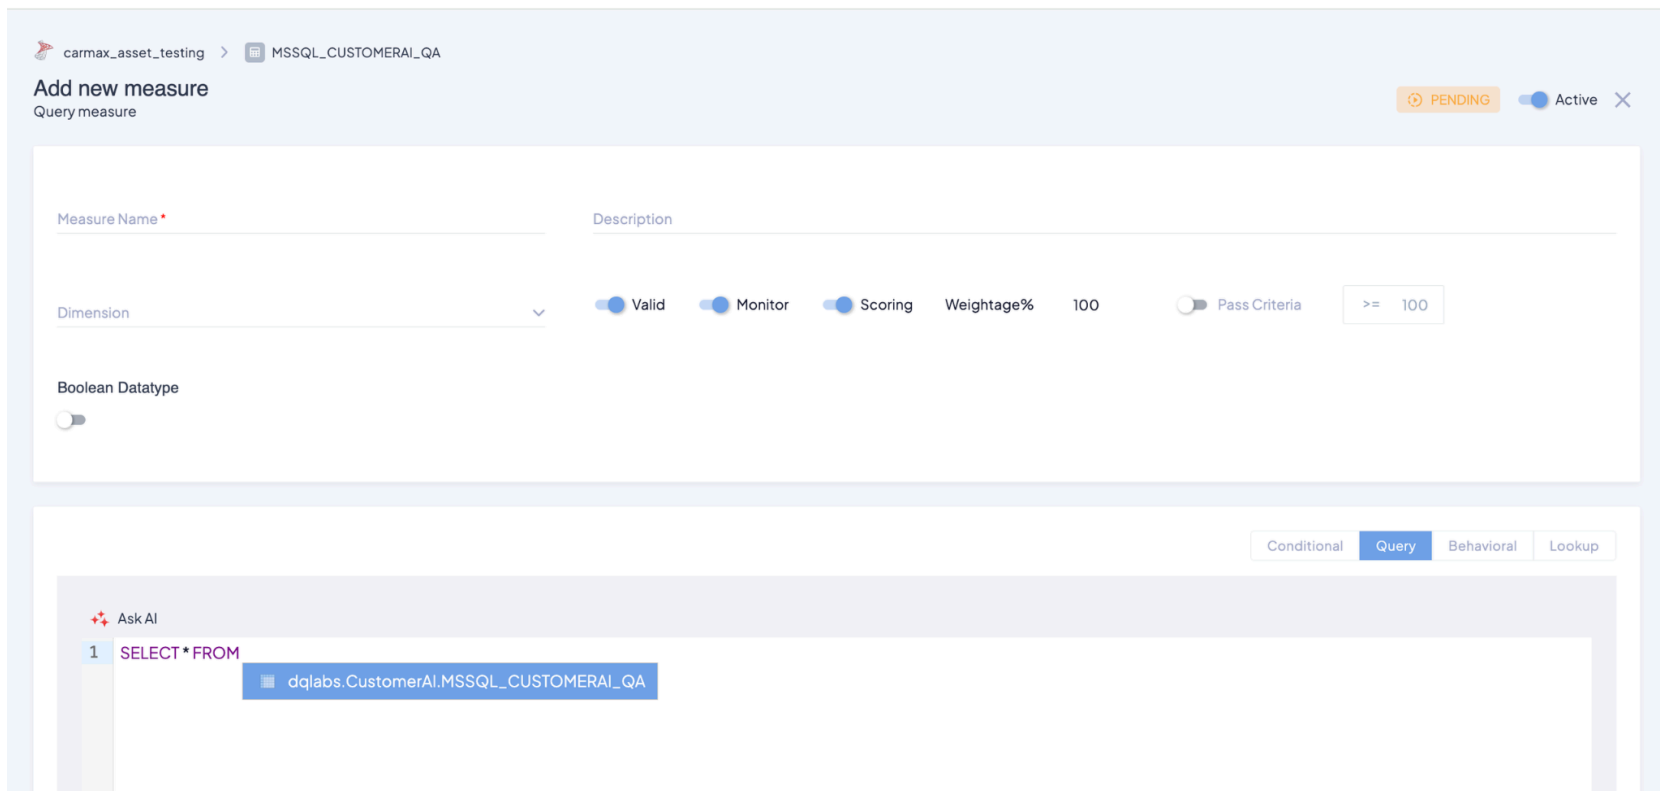 carmax_asset_testing > MSSQL_CUSTOMERAI_QA
Add new measure
Query measure
PENDING Active
Measure Name * Description
Dimension Valid Monitor Scoring Weightage% 100 Pass Criteria >= 100
Boolean Datatype
Conditional Query Behavioral Lookup
Ask AI
1 SELECT * FROM
dqlabs.CustomerAI.MSSQL_CUSTOMERAI_QA